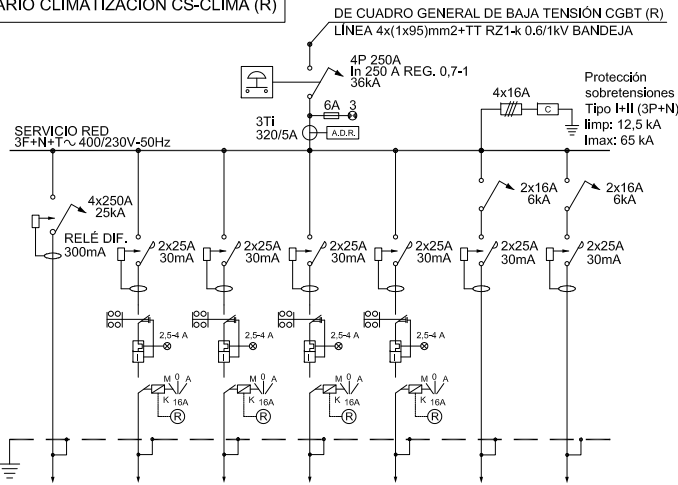 ARIO CLIMATIZACIÓN CS-CLIMA (R)
DE CUADRO GENERAL DE BAJA TENSIÓN CGBT (R)
LÍNEA 4x(1x95)mm2+TT RZ1-k 0.6/1kV BANDEJA
4P 250A
In 250 A REG. 0,7-1
36kA
6A 3
3Ti
320/5A
A.D.R.
4x16A
C
Protección
sobretensiones
Tipo I+II (3P+N)
Iimp: 12,5 kA
Imax: 65 kA
SERVICIO RED
3F+N+T~ 400/230V-50Hz
4x250A
25kA
RELÉ DIF.
300mA
2x16A
6kA
2x16A
6kA
2x25A
30mA
2x25A
30mA
2x25A
30mA
2x25A
30mA
2x25A
30mA
2x25A
30mA
2,5-4 A
2,5-4 A
2,5-4 A
2,5-4 A
M 0 A
K 16A
R
M 0 A
K 16A
R
M 0 A
K 16A
R
M 0 A
K 16A
R